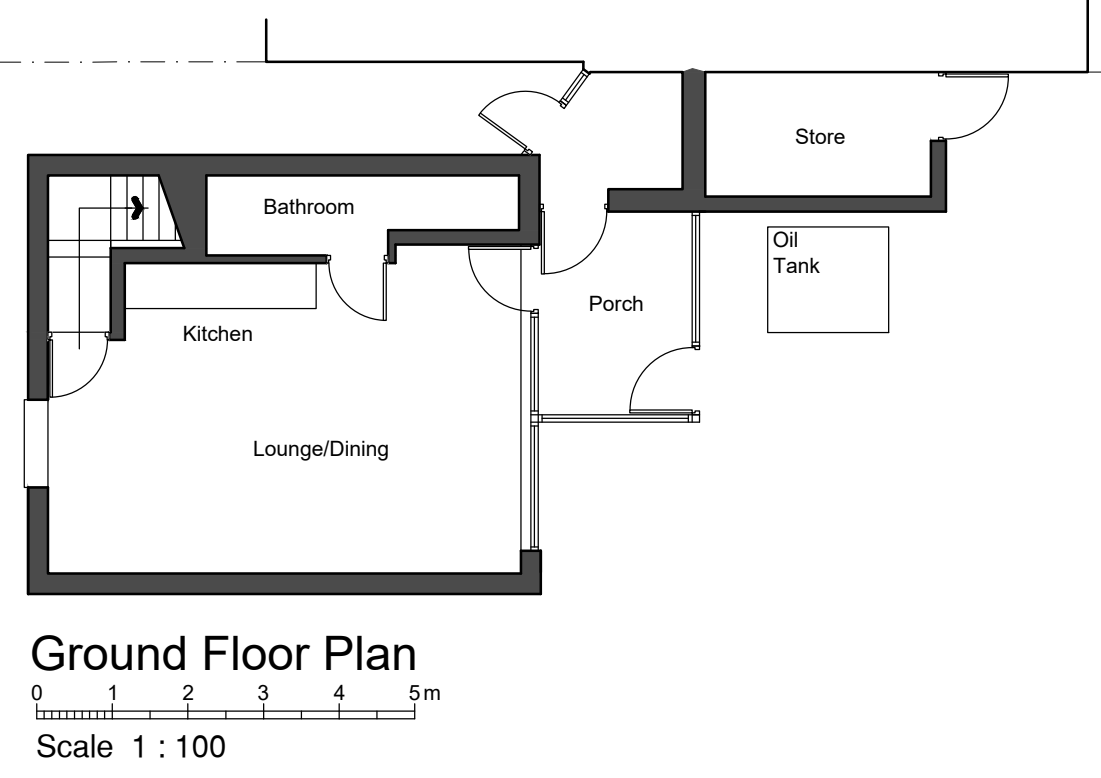 Store
Bathroom
Oil
Tank
Porch
Kitchen
Lounge/Dining
Ground Floor Plan
0 1 2 3 4 5 m
Scale 1 : 100